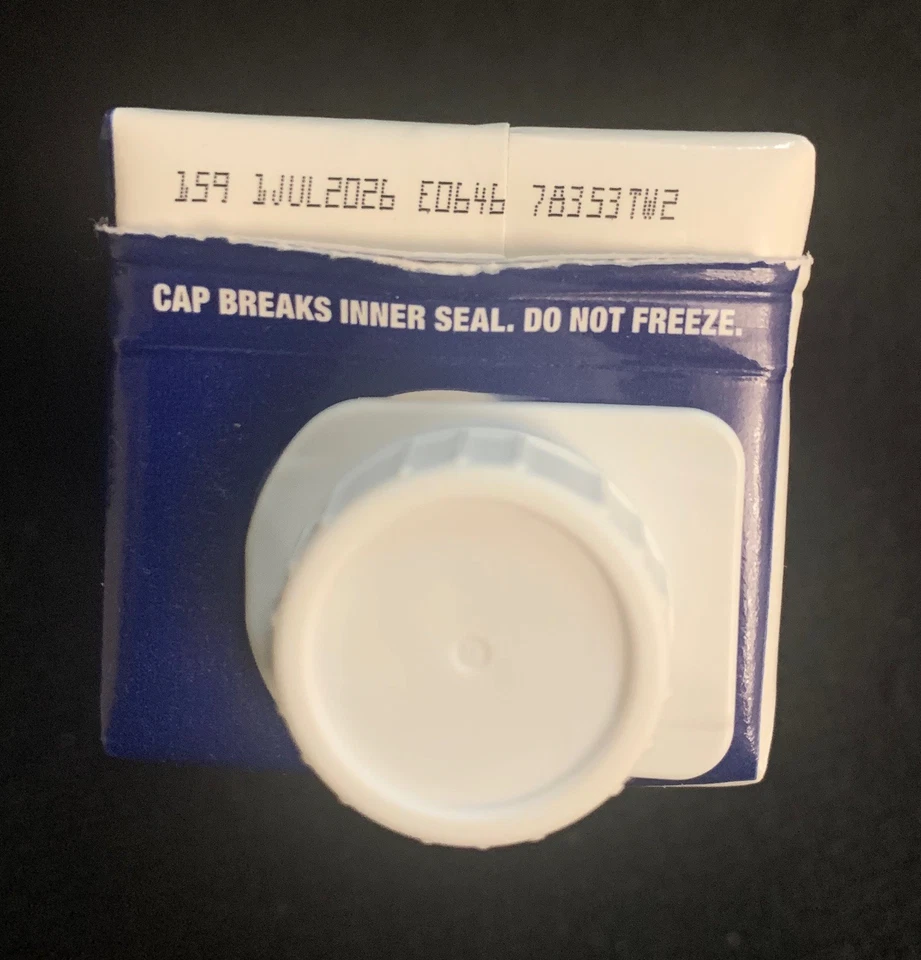 159 1JUL2026 E0646 78353TW2
CAP BREAKS INNER SEAL. DO NOT FREEZE.